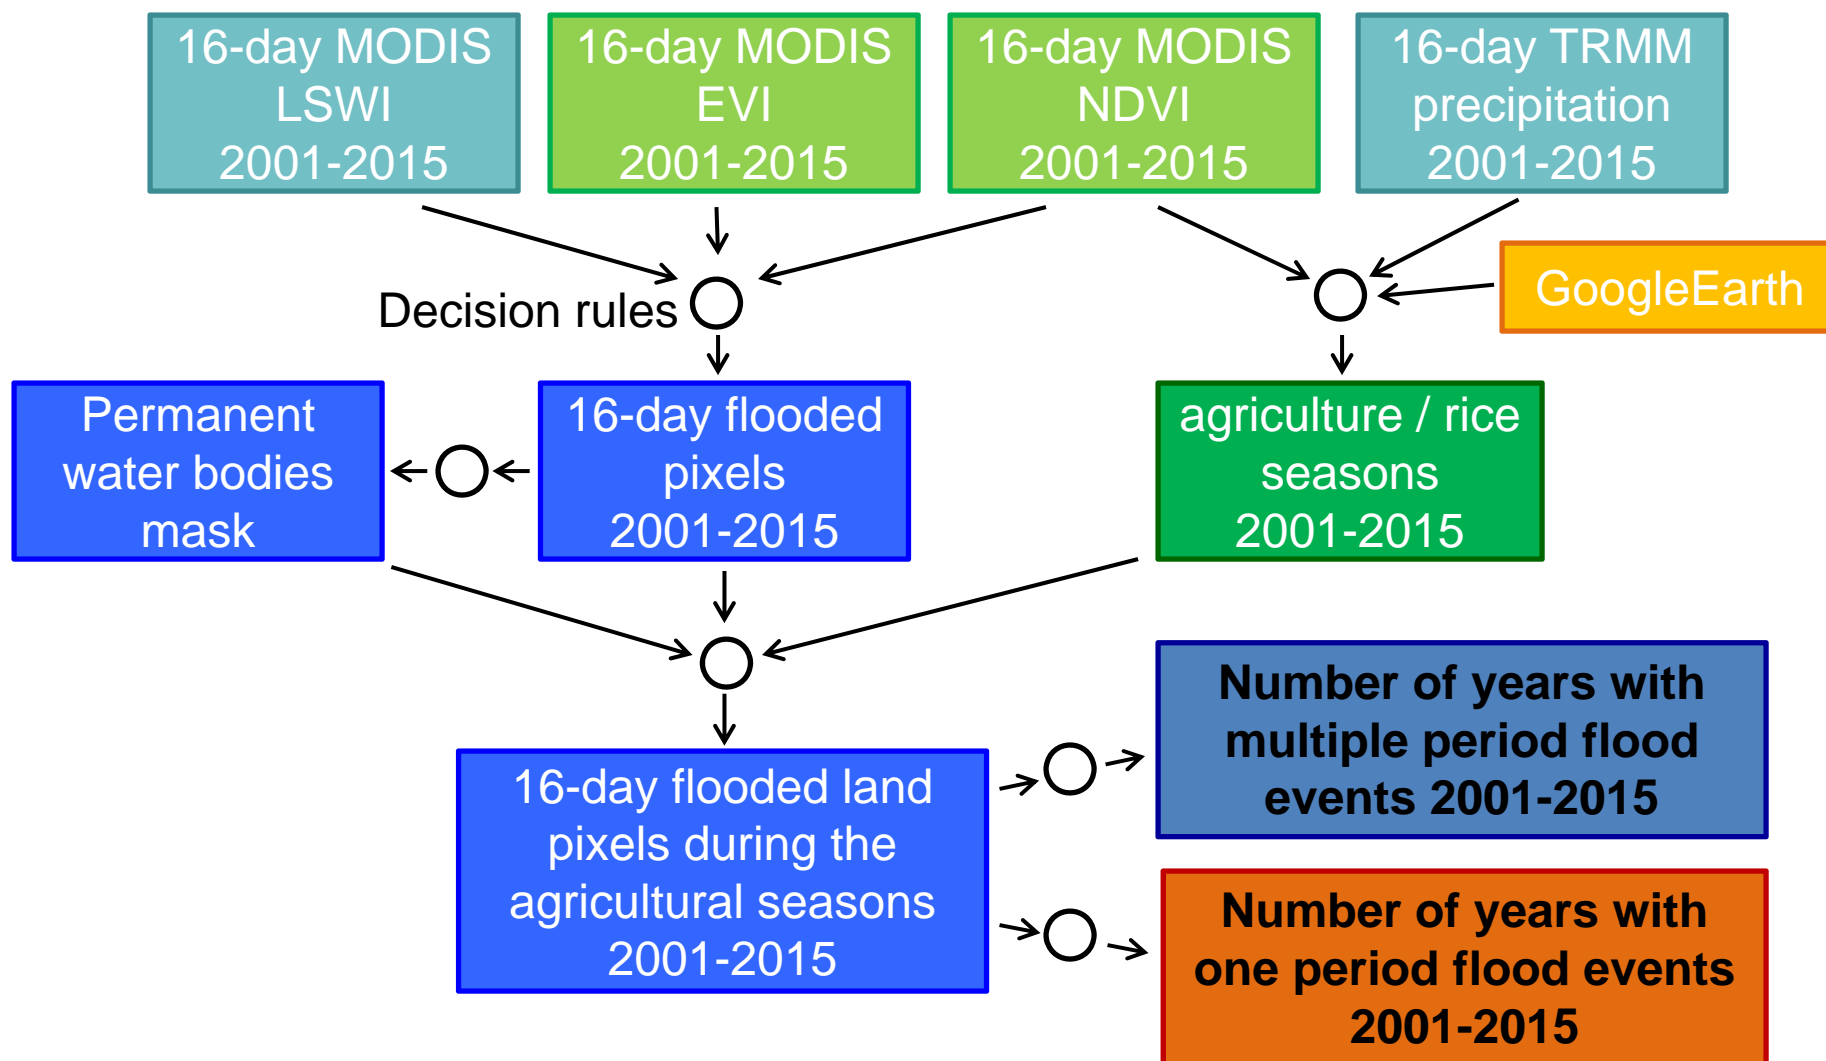 16-day MODIS
LSWI
2001-2015
16-day MODIS
EVI
2001-2015
16-day MODIS
NDVI
2001-2015
16-day TRMM
precipitation
2001-2015
GoogleEarth
Decision rules
Permanent
water bodies
mask
16-day flooded
pixels
2001-2015
agriculture / rice
seasons
2001-2015
Number of years with
multiple period flood
events 2001-2015
16-day flooded land
pixels during the
agricultural seasons
2001-2015
Number of years with
one period flood events
2001-2015